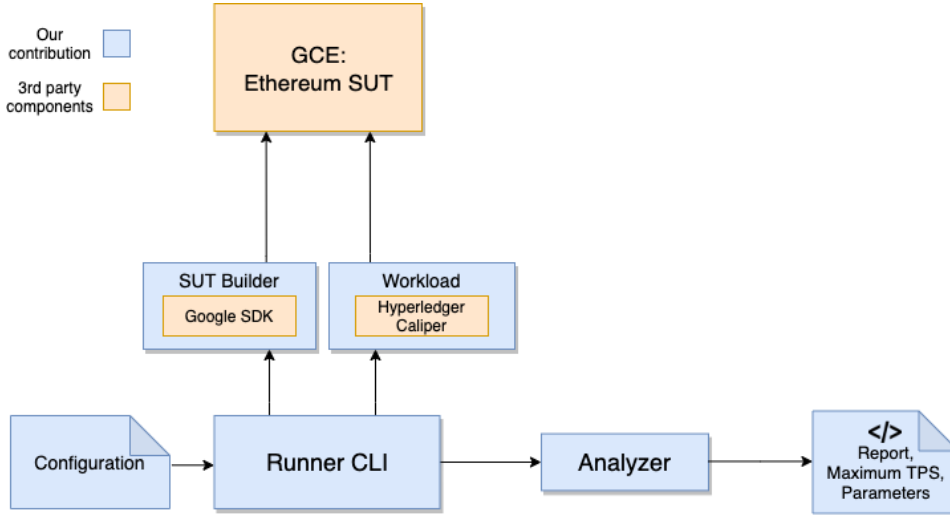 Our
contribution
3rd party
components
GCE:
Ethereum SUT
SUT Builder
Google SDK
Workload
Hyperledger
Caliper
Configuration
Runner CLI
Analyzer
</>
Report,
Maximum TPS,
Parameters